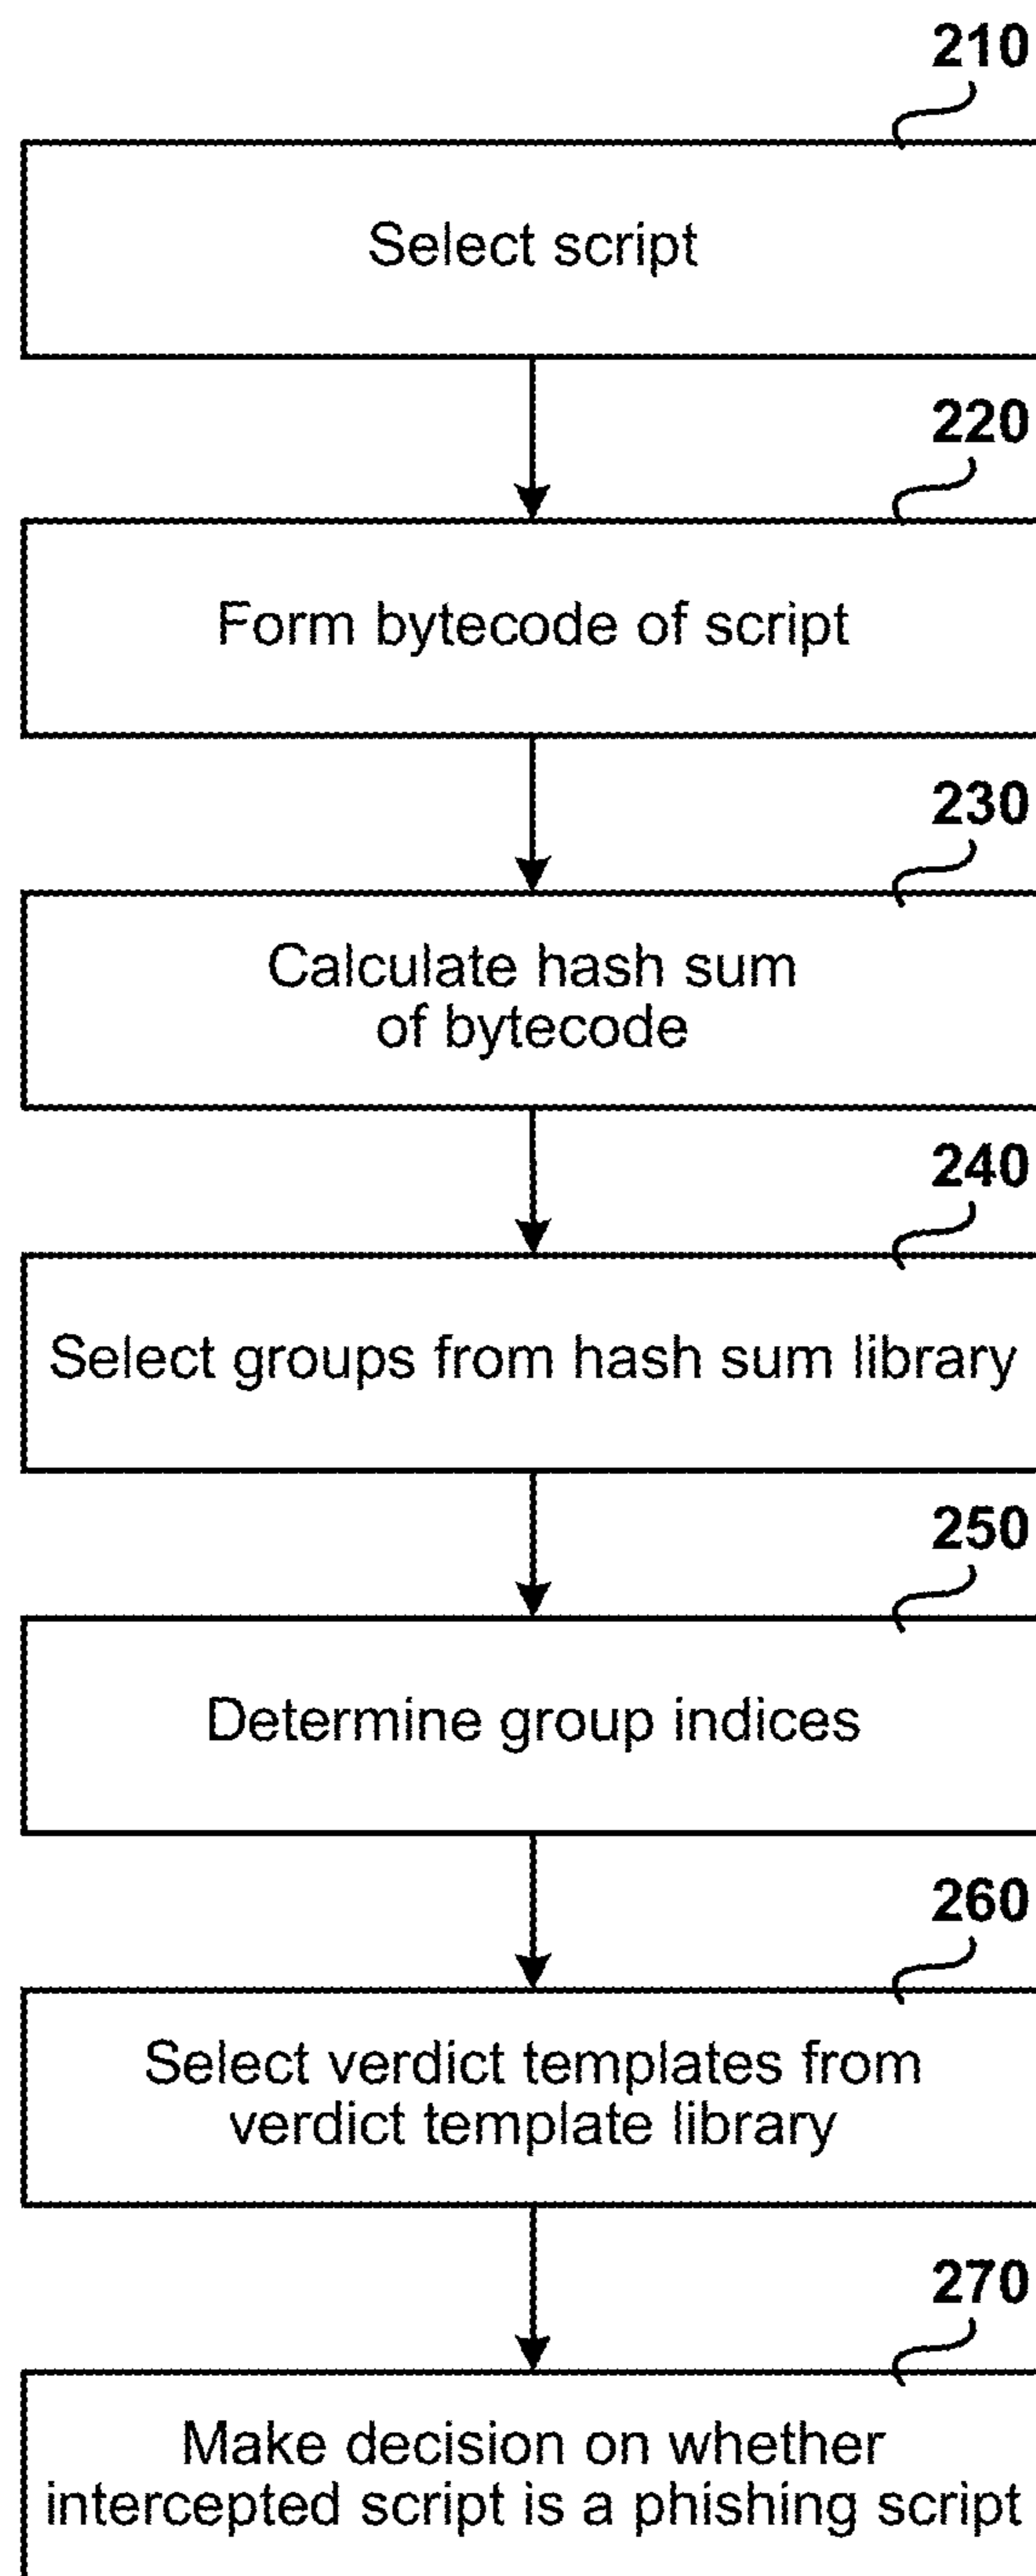 210
Select script
220
Form bytecode of script
230
Calculate hash sum
of bytecode
240
Select groups from hash sum library
250
Determine group indices
260
Select verdict templates from
verdict template library
270
Make decision on whether
intercepted script is a phishing script